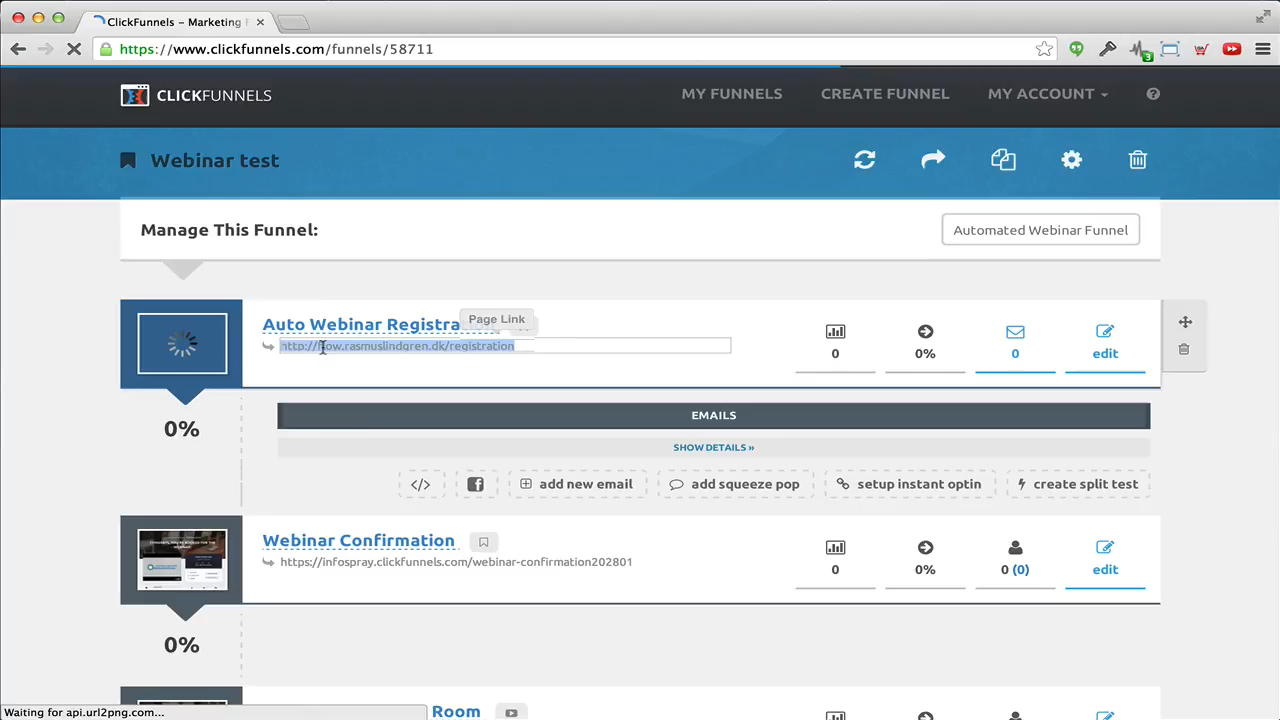 ClickFunnels – Marketing
https://www.clickfunnels.com/funnels/58711
3
CLICKFUNNELS
MY FUNNELS
CREATE FUNNEL
MY ACCOUNT
Webinar test
Manage This Funnel:
Automated Webinar Funnel
Auto Webinar Registra
Page Link
.rasmuslindgren.dk/registration
0
0%
0
edit
0%
EMAILS
SHOW DETAILS »
</>
add new email
add squeeze pop
setup instant optin
create split test
Webinar Confirmation
https://infospray.clickfunnels.com/webinar-confirmation202801
0
0%
0 (0)
edit
0%
Waiting for api.url2png.com...
Room